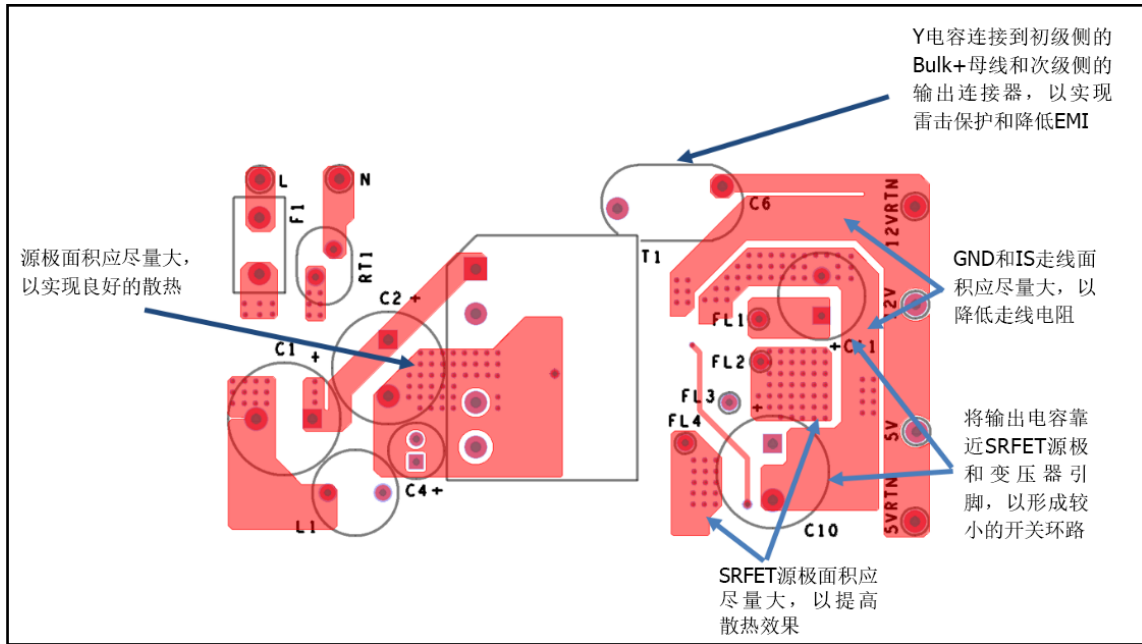 Y电容连接到初级侧的
Bulk+母线和次级侧的
输出连接器，以实现
雷击保护和降低EMI
L
N
F1
RT1
源极面积应尽量大，
以实现良好的散热
C2 +
C1
+
C4+
L1
T1
C6
12VRTN
12V
5V
5VRTN
GND和IS走线面
积应尽量大，以
降低走线电阻
FL1
FL2
FL3
FL4
+
C11
+
C10
将输出电容靠
近SRFET源极
和变压器引
脚，以形成较
小的开关环路
SRFET源极面积应
尽量大，以提高
散热效果